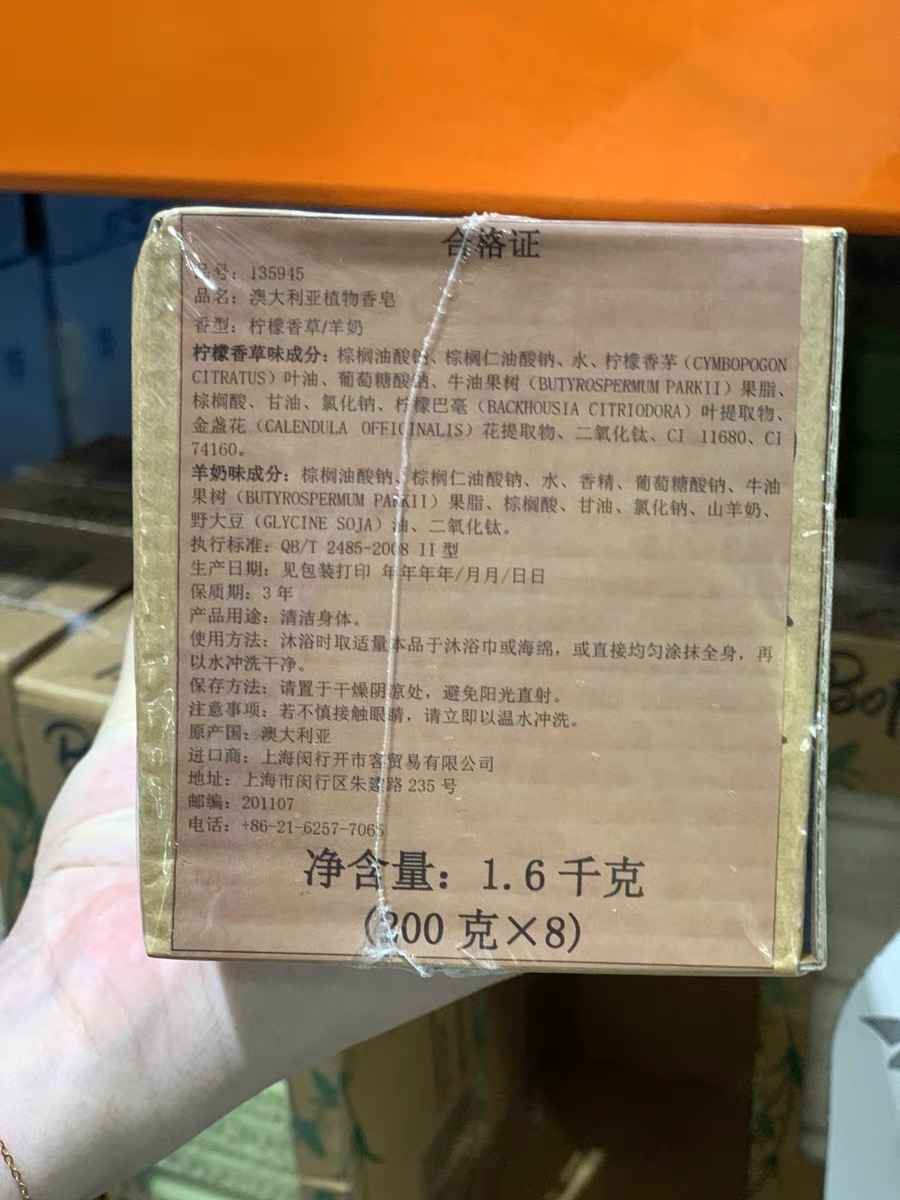 合格证
品号：135945
品名：澳大利亚植物香皂
香型：柠檬香草/羊奶
柠檬香草味成分：棕榈油酸钠、棕榈仁油酸钠、水、柠檬香茅（CYMBOPOGON
CITRATUS）叶油、葡萄糖酸钠、牛油果树（BUTYROSPERMUM PARKII）果脂、
棕榈酸、甘油、氯化钠、柠檬巴毫（BACKHOUSIA CITRIODORA）叶提取物、
金盏花（CALENDULA OFFICINALIS）花提取物、二氧化钛、CI 11680、CI
74160。
羊奶味成分：棕榈油酸钠、棕榈仁油酸钠、水、香精、葡萄糖酸钠、牛油
果树（BUTYROSPERMUM PARKII）果脂、棕榈酸、甘油、氯化钠、山羊奶、
野大豆（GLYCINE SOJA）油、二氧化钛。
执行标准：QB/T 2485-2008 II型
生产日期：见包装打印 年年年年/月月/日日
保质期：3年
产品用途：清洁身体。
使用方法：沐浴时取适量本品于沐浴巾或海绵，或直接均匀涂抹全身，再
以水冲洗干净。
保存方法：请置于干燥阴凉处，避免阳光直射。
注意事项：若不慎接触眼睛，请立即以温水冲洗。
原产国：澳大利亚
进口商：上海闵行开市客贸易有限公司
地址：上海市闵行区朱建路235号
邮编：201107
电话：+86-21-6257-7065
净含量：1.6千克
(200克×8)